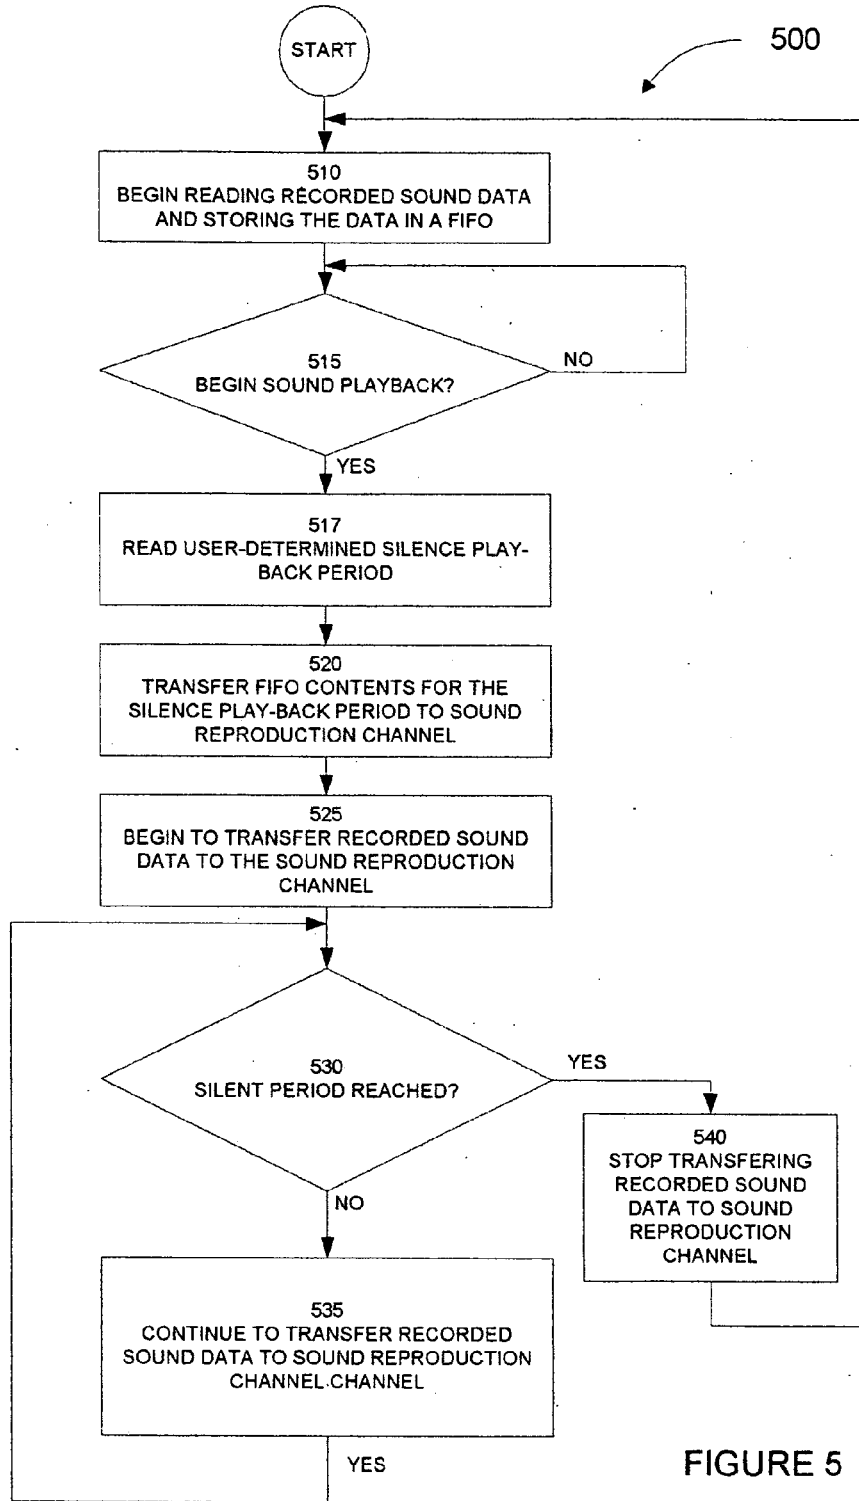 START
500
510
BEGIN READING RECORDED SOUND DATA
AND STORING THE DATA IN A FIFO
515
BEGIN SOUND PLAYBACK?
NO
YES
517
READ USER-DETERMINED SILENCE PLAY-
BACK PERIOD
520
TRANSFER FIFO CONTENTS FOR THE
SILENCE PLAY-BACK PERIOD TO SOUND
REPRODUCTION CHANNEL
525
BEGIN TO TRANSFER RECORDED SOUND
DATA TO THE SOUND REPRODUCTION
CHANNEL
530
SILENT PERIOD REACHED?
YES
NO
540
STOP TRANSFERING
RECORDED SOUND
DATA TO SOUND
REPRODUCTION
CHANNEL
535
CONTINUE TO TRANSFER RECORDED
SOUND DATA TO SOUND REPRODUCTION
CHANNEL.CHANNEL
YES
FIGURE 5